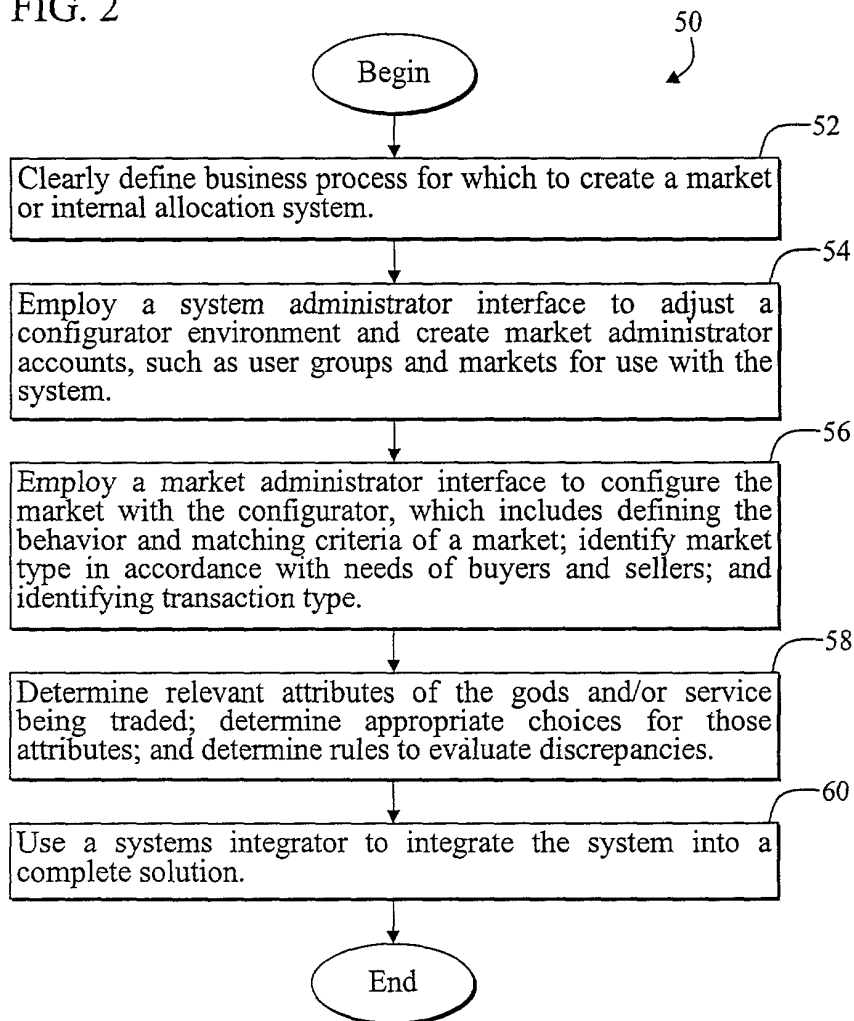 FIG. 2
50
Begin
52
Clearly define business process for which to create a market
or internal allocation system.
54
Employ a system administrator interface to adjust a
configurator environment and create market administrator
accounts, such as user groups and markets for use with the
system.
56
Employ a market administrator interface to configure the
market with the configurator, which includes defining the
behavior and matching criteria of a market; identify market
type in accordance with needs of buyers and sellers; and
identifying transaction type.
58
Determine relevant attributes of the gods and/or service
being traded; determine appropriate choices for those
attributes; and determine rules to evaluate discrepancies.
60
Use a systems integrator to integrate the system into a
complete solution.
End